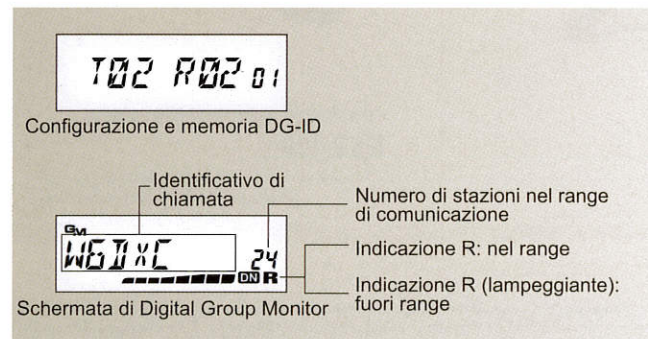 T02 R02 01
Configurazione e memoria DG-ID
Identificativo di
chiamata
Numero di stazioni nel range
di comunicazione
GM
W6DXC 24
Indicazione R: nel range
DN R
Indicazione R (lampeggiante):
fuori range
Schermata di Digital Group Monitor